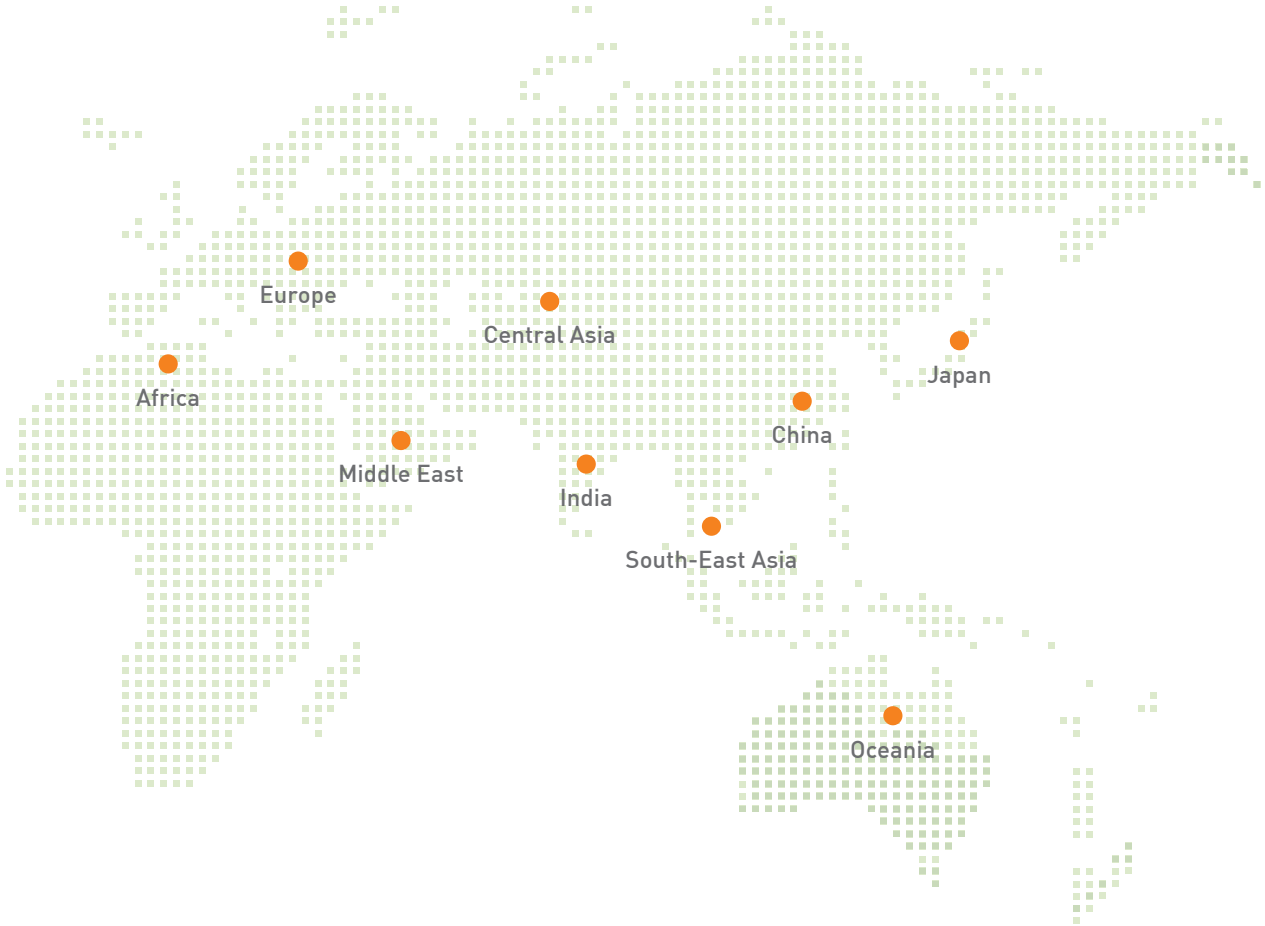 Europe
Central Asia
Japan
Africa
China
Middle East
India
South-East Asia
Oceania